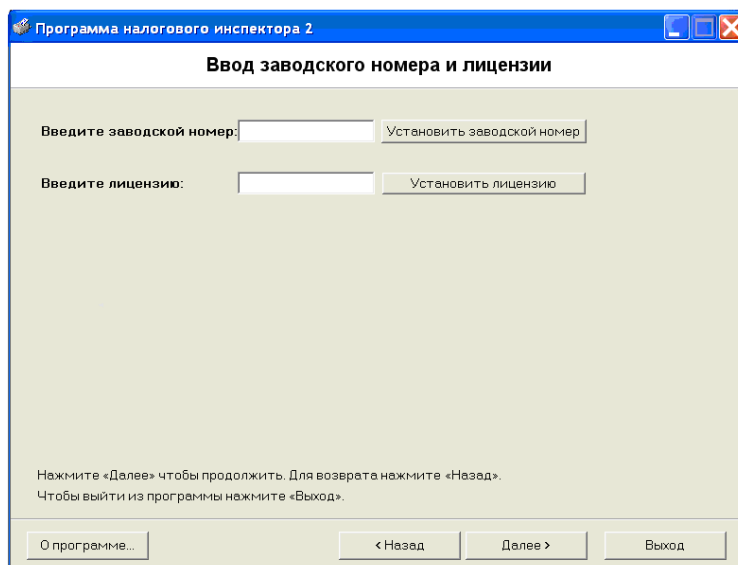 Программа налогового инспектора 2
Ввод заводского номера и лицензии
Введите заводской номер: Установить заводской номер
Введите лицензию: Установить лицензию
Нажмите «Далее» чтобы продолжить. Для возврата нажмите «Назад».
Чтобы выйти из программы нажмите «Выход».
О программе... < Назад Далее > Выход